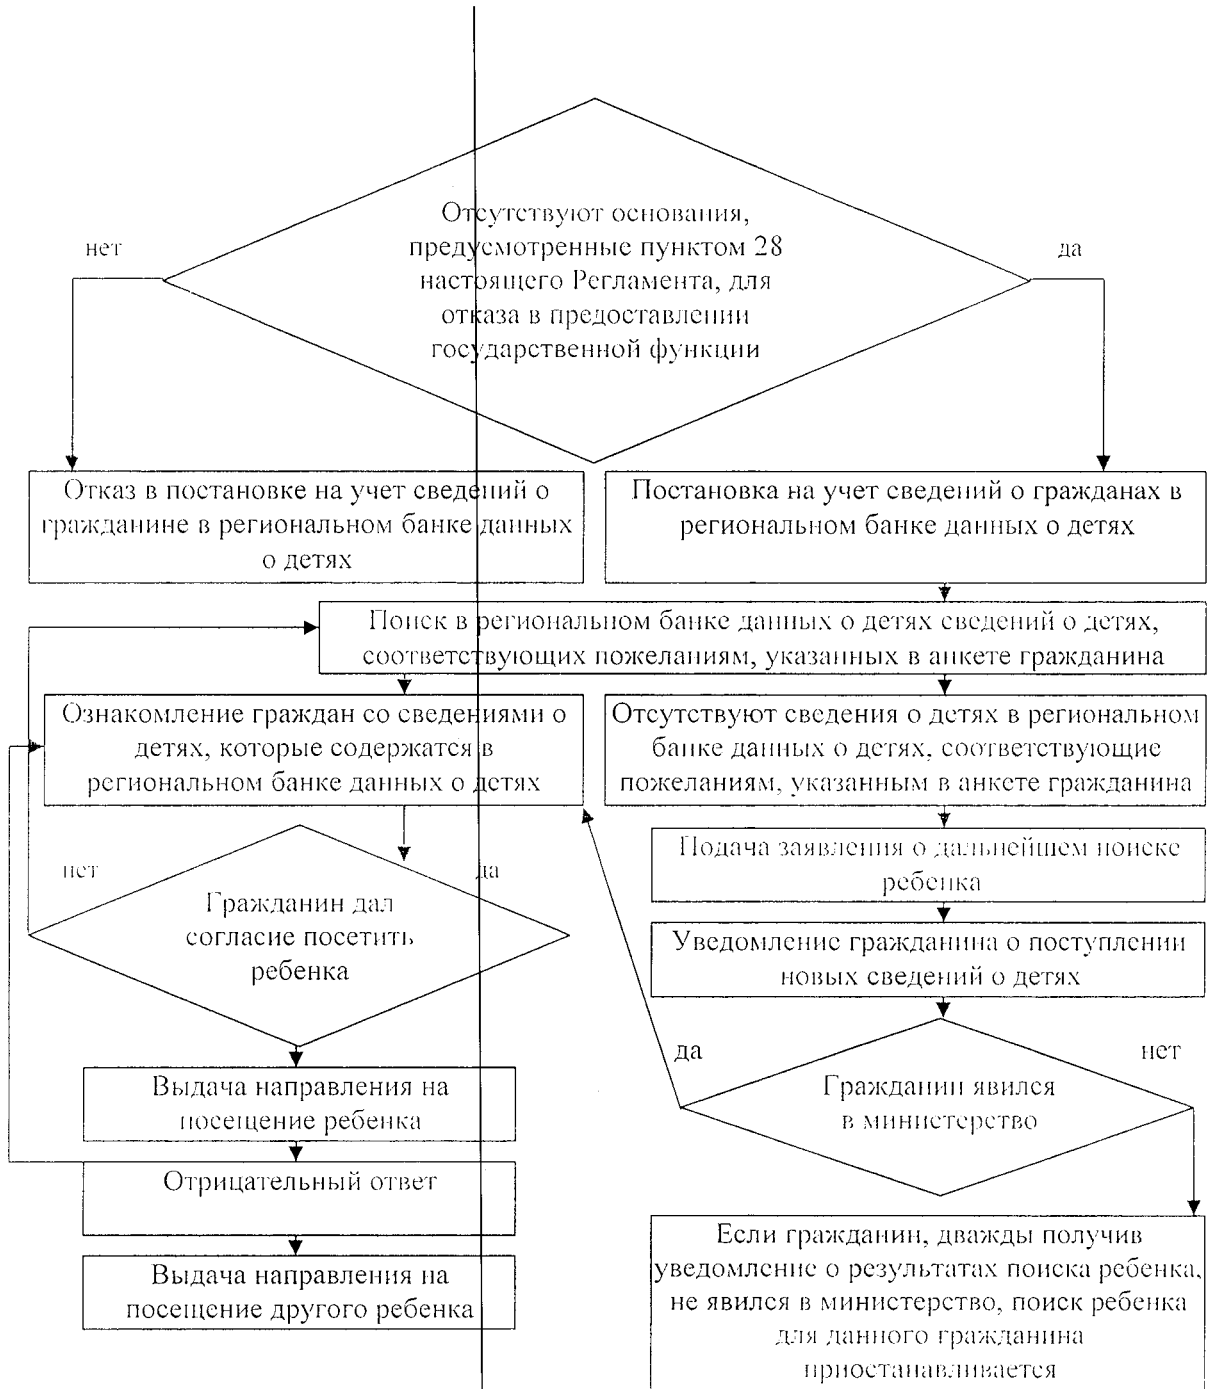 Отсутствуют основания,
предусмотренные пунктом 28
настоящего Регламента, для
отказа в предоставлении
государственной функции
нет
да
Отказ в постановке на учет сведений о
гражданине в региональном банке данных
о детях
Постановка на учет сведений о гражданах в
региональном банке данных о детях
Поиск в региональном банке данных о детях сведений о детях,
соответствующих пожеланиям, указанных в анкете гражданина
Ознакомление граждан со сведениями о
детях, которые содержатся в
региональном банке данных о детях
Отсутствуют сведения о детях в региональном
банке данных о детях, соответствующие
пожеланиям, указанным в анкете гражданина
нет
да
Гражданин дал
согласие посетить
ребенка
Подача заявления о дальнейшем поиске
ребенка
Уведомление гражданина о поступлении
новых сведений о детях
да
нет
Гражданин явился
в министерство
Выдача направления на
посещение ребенка
Отрицательный ответ
Выдача направления на
посещение другого ребенка
Если гражданин, дважды получив
уведомление о результатах поиска ребенка,
не явился в министерство, поиск ребенка
для данного гражданина
приостанавливается